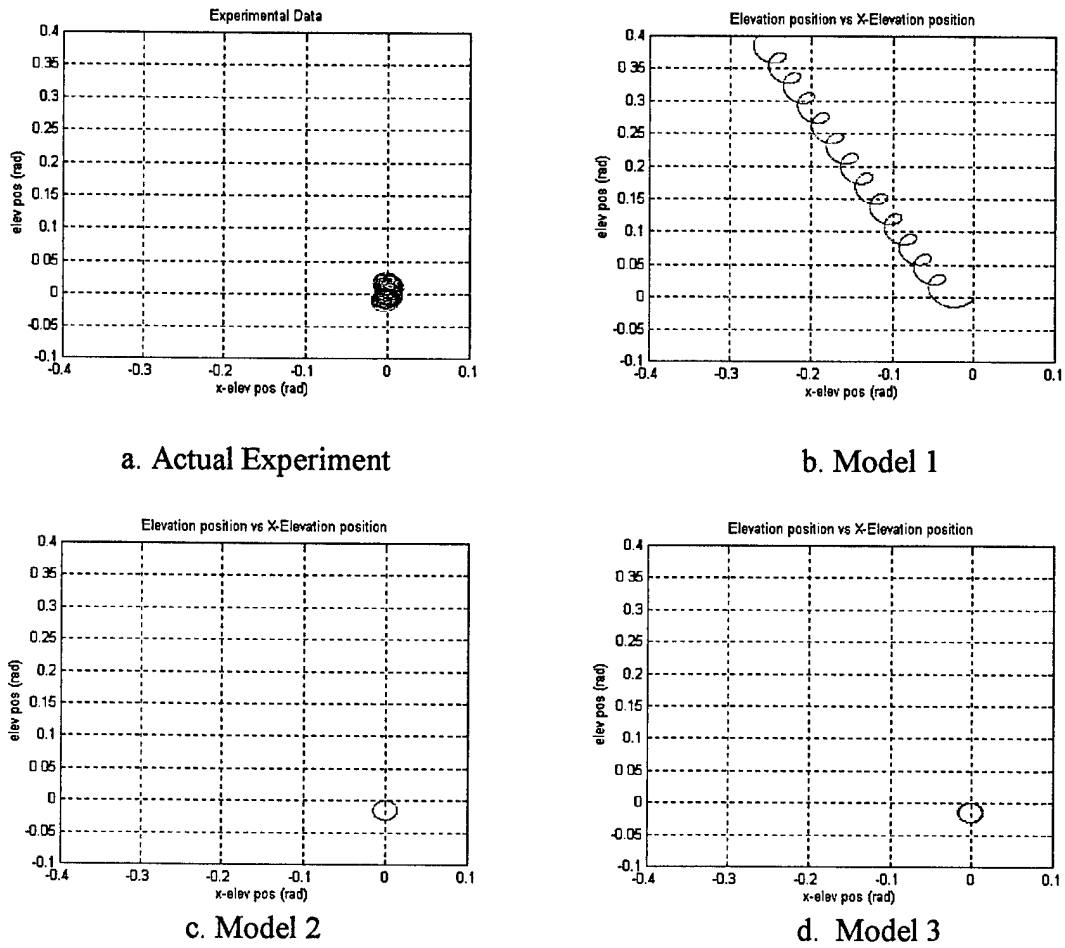 Experimental Data
0.4
0.35
0.3
0.25
0.2
0.15
0.1
0.05
0
-0.05
-0.1
-0.4 -0.3 -0.2 -0.1 0 0.1
elev pos (rad)
x-elev pos (rad)
a. Actual Experiment
Elevation position vs X-Elevation position
0.4
0.35
0.3
0.25
0.2
0.15
0.1
0.05
0
-0.05
-0.1
-0.4 -0.3 -0.2 -0.1 0 0.1
elev pos (rad)
x-elev pos (rad)
b. Model 1
Elevation position vs X-Elevation position
0.4
0.35
0.3
0.25
0.2
0.15
0.1
0.05
0
-0.05
-0.1
-0.4 -0.3 -0.2 -0.1 0 0.1
elev pos (rad)
x-elev pos (rad)
c. Model 2
Elevation position vs X-Elevation position
0.4
0.35
0.3
0.25
0.2
0.15
0.1
0.05
0
-0.05
-0.1
-0.4 -0.3 -0.2 -0.1 0 0.1
elev pos (rad)
x-elev pos (rad)
d. Model 3